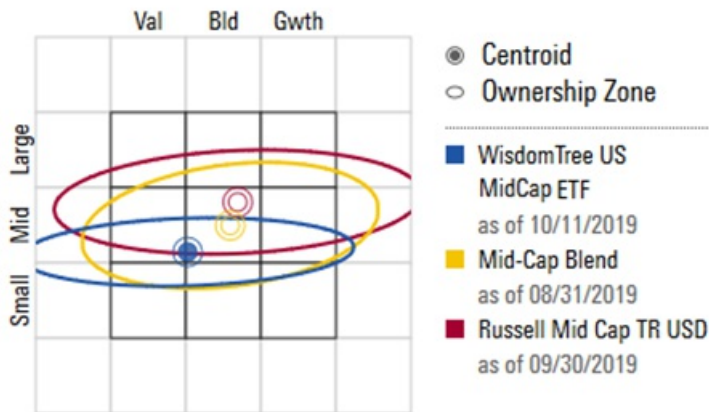 Val Bld Gwth
Large
Mid
Small
Centroid
Ownership Zone
WisdomTree US
MidCap ETF
as of 10/11/2019
Mid-Cap Blend
as of 08/31/2019
Russell Mid Cap TR USD
as of 09/30/2019